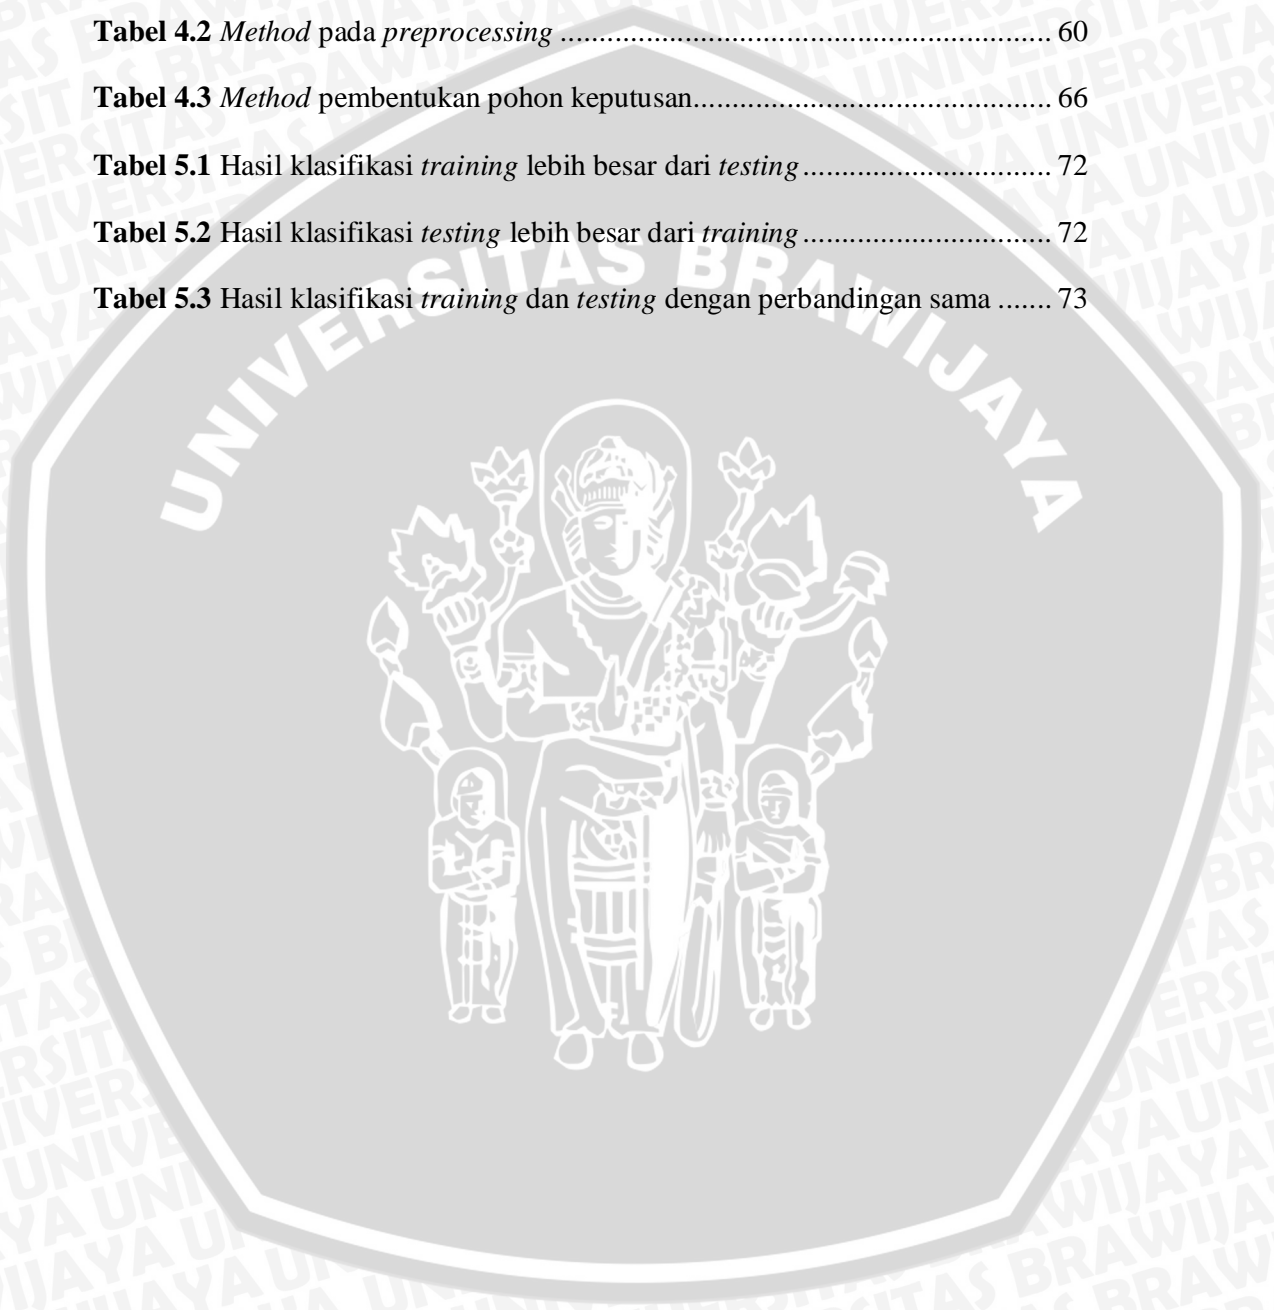 Tabel 4.2 Method pada preprocessing ........................................................................ 60
Tabel 4.3 Method pembentukan pohon keputusan.................................................... 66
Tabel 5.1 Hasil klasifikasi training lebih besar dari testing.................................... 72
Tabel 5.2 Hasil klasifikasi testing lebih besar dari training.................................... 72
Tabel 5.3 Hasil klasifikasi training dan testing dengan perbandingan sama ....... 73
UNIVERSITAS BRAWIJAYA